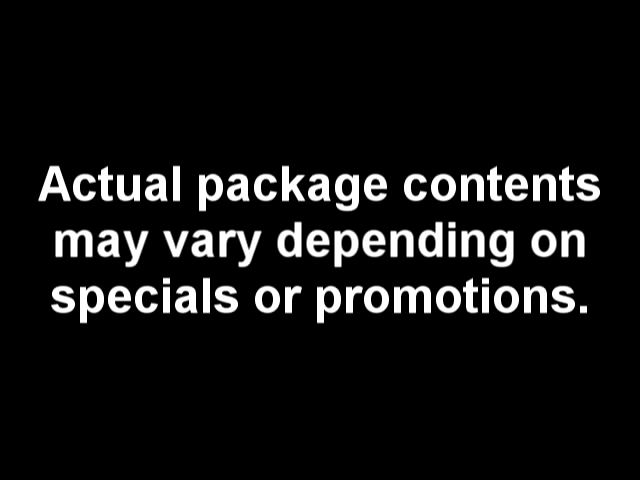 Actual package contents
may vary depending on
specials or promotions.